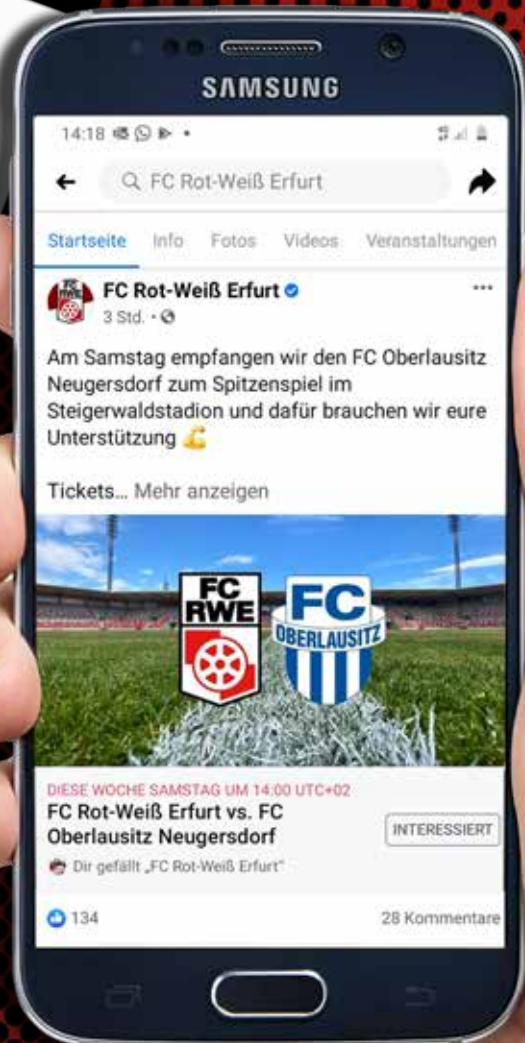 SAMSUNG
14:18
FC Rot-Weiß Erfurt
Startseite Info Fotos Videos Veranstaltungen
FC Rot-Weiß Erfurt
3 Std.
Am Samstag empfangen wir den FC Oberlausitz
Neugersdorf zum Spitzenspiel im
Steigerwaldstadion und dafür brauchen wir eure
Unterstützung 💪
Tickets... Mehr anzeigen
FC
RWE
FC
OBERLAUSITZ
DIESE WOCHE SAMSTAG UM 14:00 UTC+02
FC Rot-Weiß Erfurt vs. FC
Oberlausitz Neugersdorf
INTERESSIERT
Dir gefällt „FC Rot-Weiß Erfurt“
134 28 Kommentare